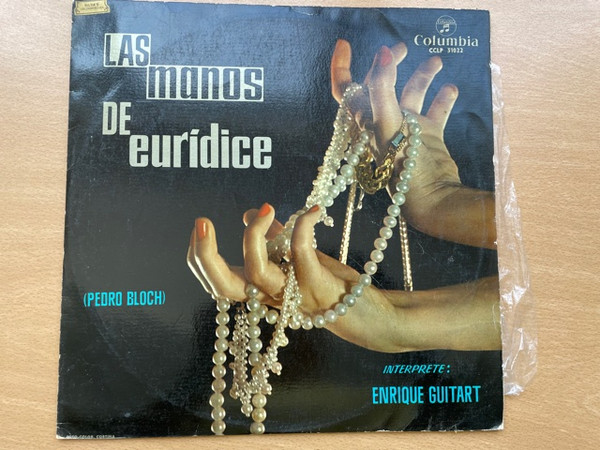 Columbia
CCLP 31022
LAS
manos
DE
eurídice
(PEDRO BLOCH)
INTERPRETE:
ENRIQUE GUITART